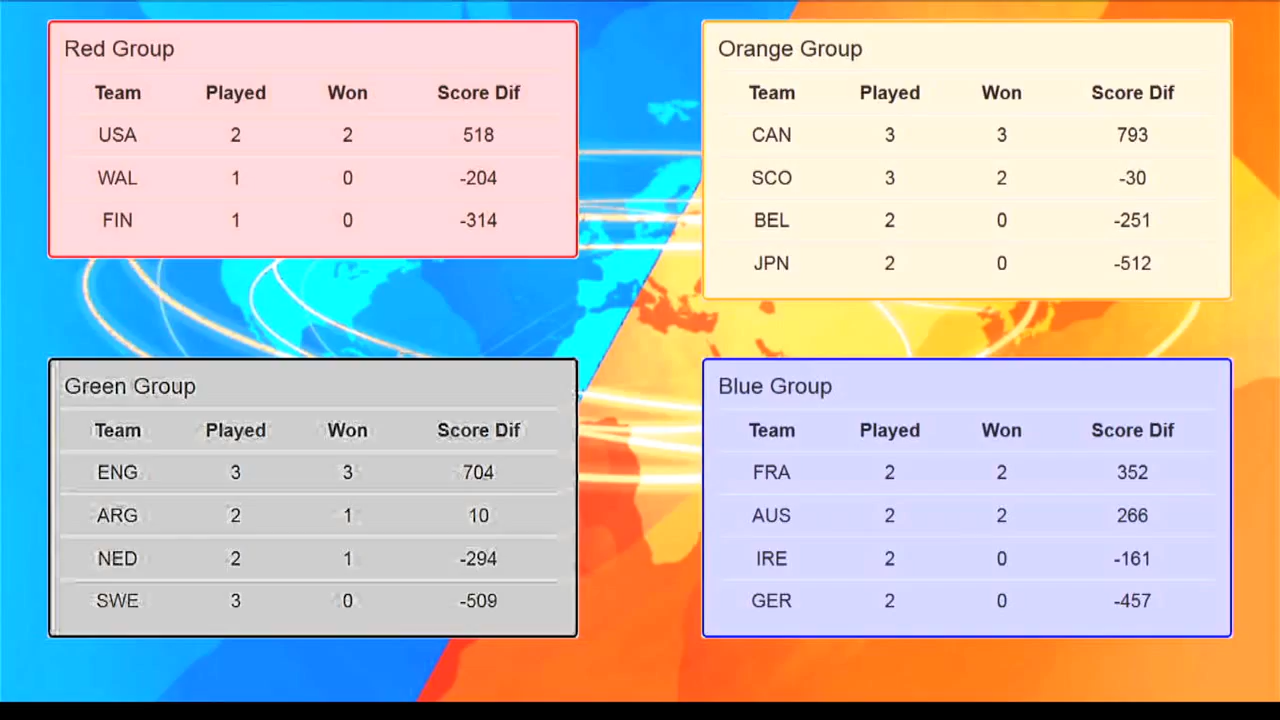 Red Group
Team Played Won Score Dif
USA 2 2 518
WAL 1 0 -204
FIN 1 0 -314
Orange Group
Team Played Won Score Dif
CAN 3 3 793
SCO 3 2 -30
BEL 2 0 -251
JPN 2 0 -512
Green Group
Team Played Won Score Dif
ENG 3 3 704
ARG 2 1 10
NED 2 1 -294
SWE 3 0 -509
Blue Group
Team Played Won Score Dif
FRA 2 2 352
AUS 2 2 266
IRE 2 0 -161
GER 2 0 -457